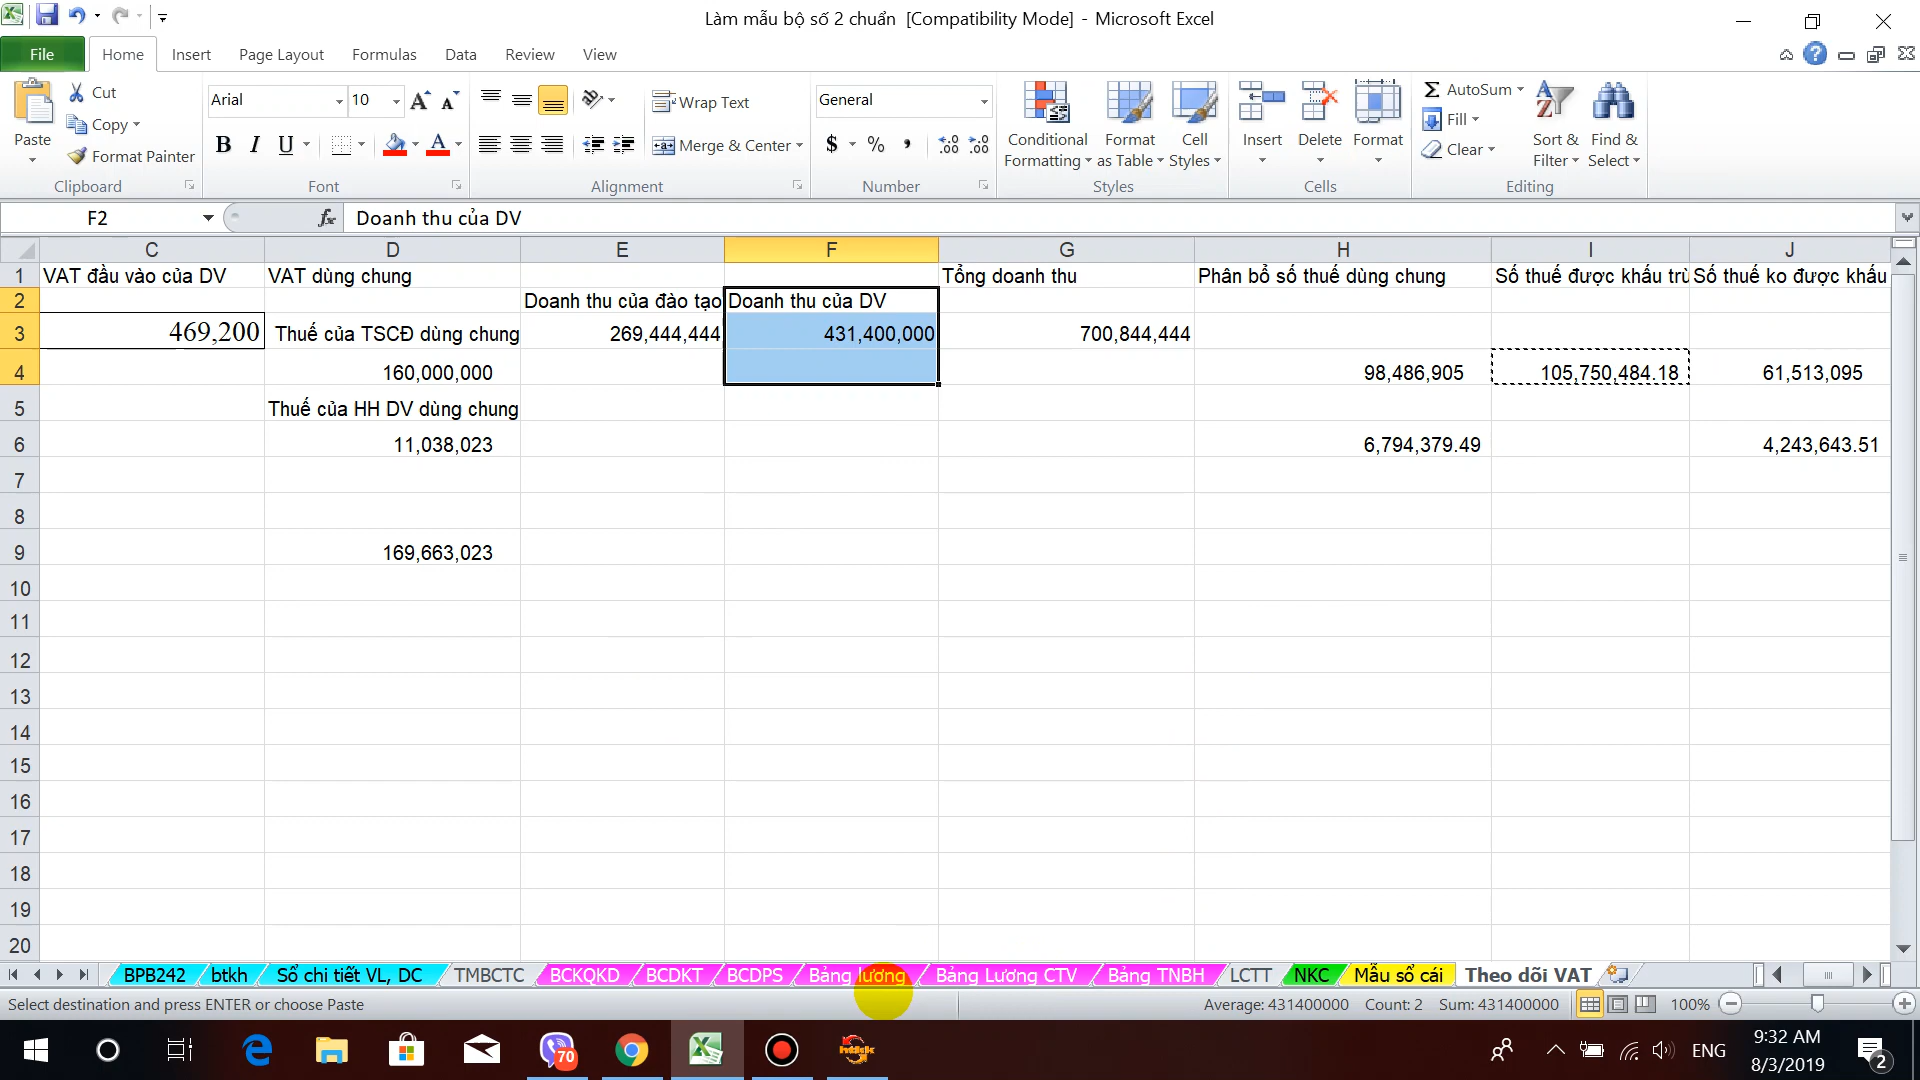 Làm mẫu bộ số 2 chuẩn [Compatibility Mode] - Microsoft Excel
File Home Insert Page Layout Formulas Data Review View
Paste Cut Copy Format Painter
Clipboard
Arial 10
B I U A
Font
Wrap Text
Merge & Center
Alignment
General
$ % ,
Number
Conditional Formatting Format as Table Cell Styles
Styles
Insert Delete Format
Cells
Σ AutoSum Fill Clear
Sort & Filter Find & Select
Editing
F2 fx Doanh thu của DV
C D E F G H I J
1 VAT đầu vào của DV VAT dùng chung Tổng doanh thu Phân bổ số thuế dùng chung Số thuế được khấu trừ Số thuế ko được khấu
2 Doanh thu của đào tạo Doanh thu của DV
3 469,200 Thuế của TSCĐ dùng chung 269,444,444 431,400,000 700,844,444
4 160,000,000 98,486,905 105,750,484.18 61,513,095
5 Thuế của HH DV dùng chung
6 11,038,023 6,794,379.49 4,243,643.51
7
8
9 169,663,023
10
11
12
13
14
15
16
17
18
19
20
BPB242 btkh Sổ chi tiết VL, DC TMBCTC BCKQKD BCDKT BCDPS Bảng lương Bảng Lương CTV Bảng TNBH LCTT NKC Mẫu sổ cái Theo dõi VAT
Select destination and press ENTER or choose Paste Average: 431400000 Count: 2 Sum: 431400000 100%
70 ENG 9:32 AM 2
8/3/2019